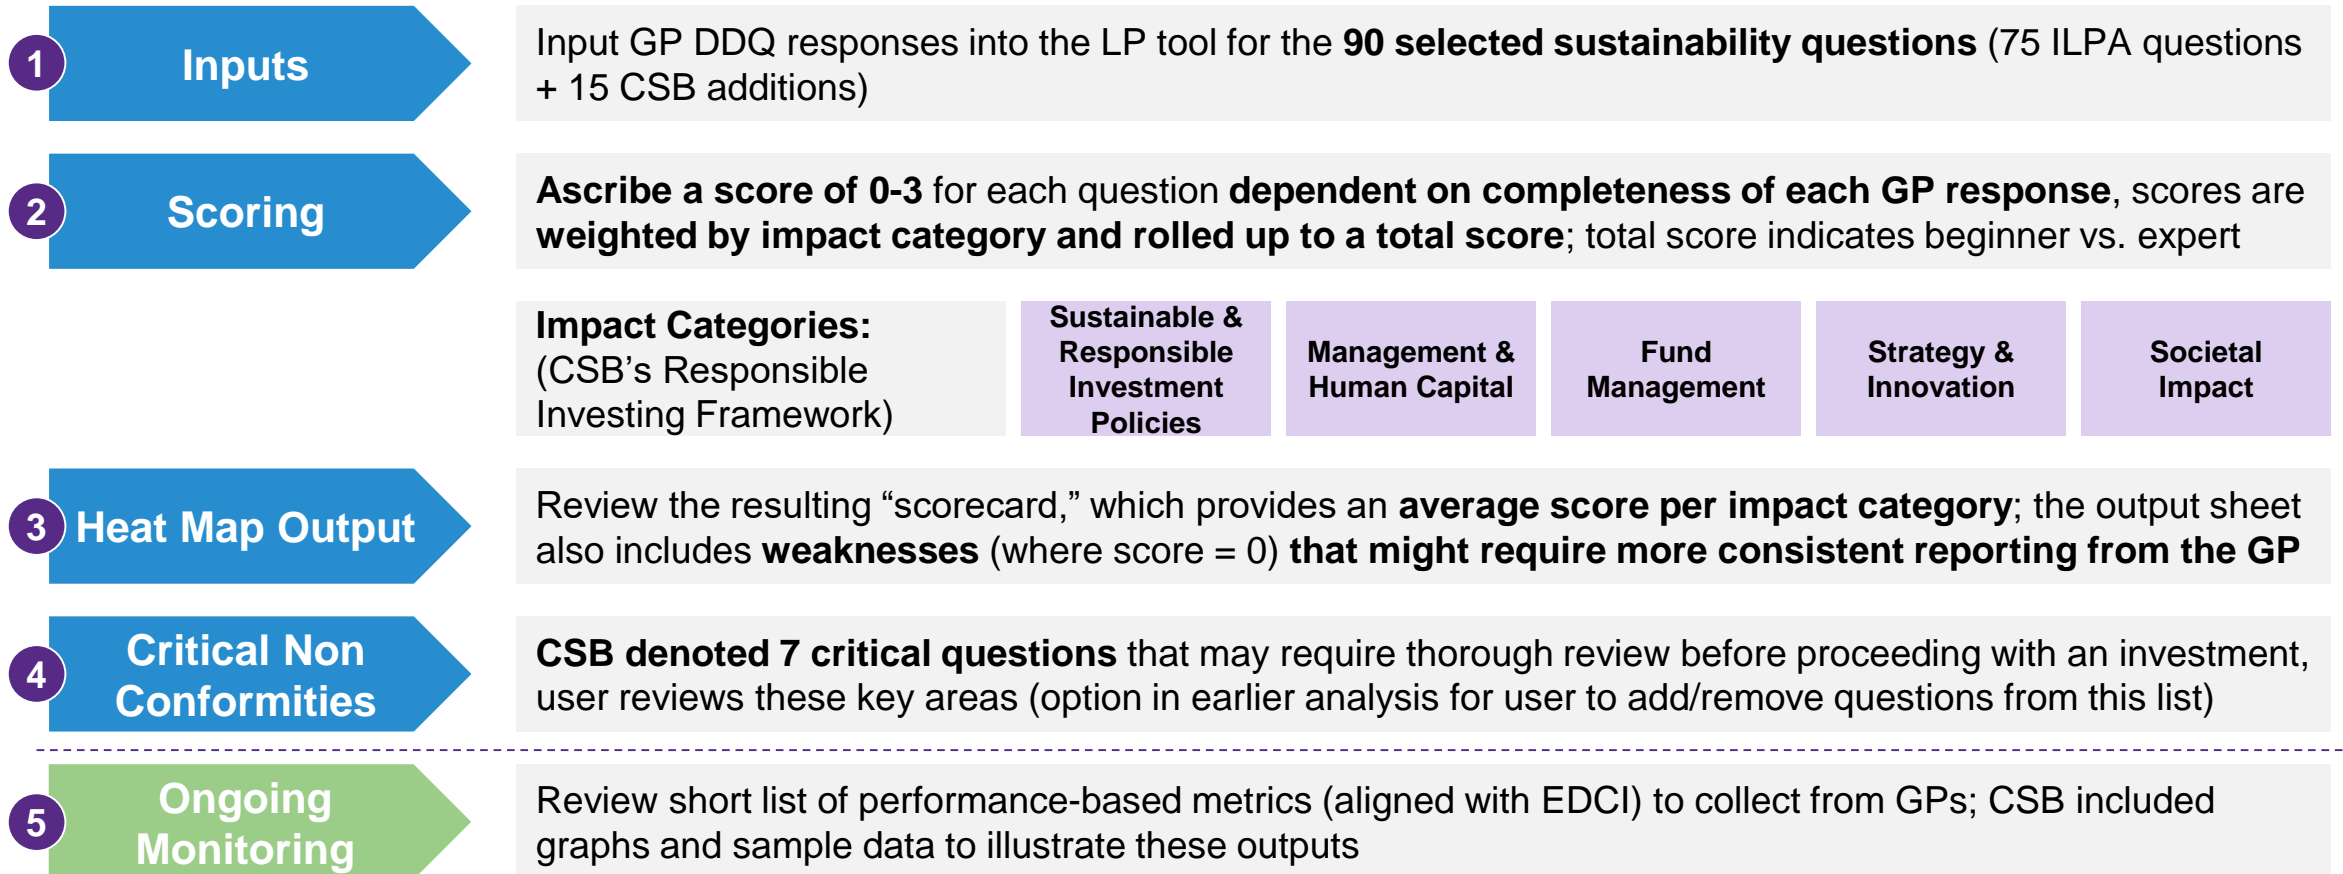 1
Inputs
Input GP DDQ responses into the LP tool for the 90 selected sustainability questions (75 ILPA questions
+ 15 CSB additions)
2
Scoring
Ascribe a score of 0-3 for each question dependent on completeness of each GP response, scores are
weighted by impact category and rolled up to a total score; total score indicates beginner vs. expert
Impact Categories:
(CSB’s Responsible
Investing Framework)
Sustainable &
Responsible
Investment
Policies
Management &
Human Capital
Fund
Management
Strategy &
Innovation
Societal
Impact
3
Heat Map Output
Review the resulting “scorecard,” which provides an average score per impact category; the output sheet
also includes weaknesses (where score = 0) that might require more consistent reporting from the GP
4
Critical Non
Conformities
CSB denoted 7 critical questions that may require thorough review before proceeding with an investment,
user reviews these key areas (option in earlier analysis for user to add/remove questions from this list)
5
Ongoing
Monitoring
Review short list of performance-based metrics (aligned with EDCI) to collect from GPs; CSB included
graphs and sample data to illustrate these outputs